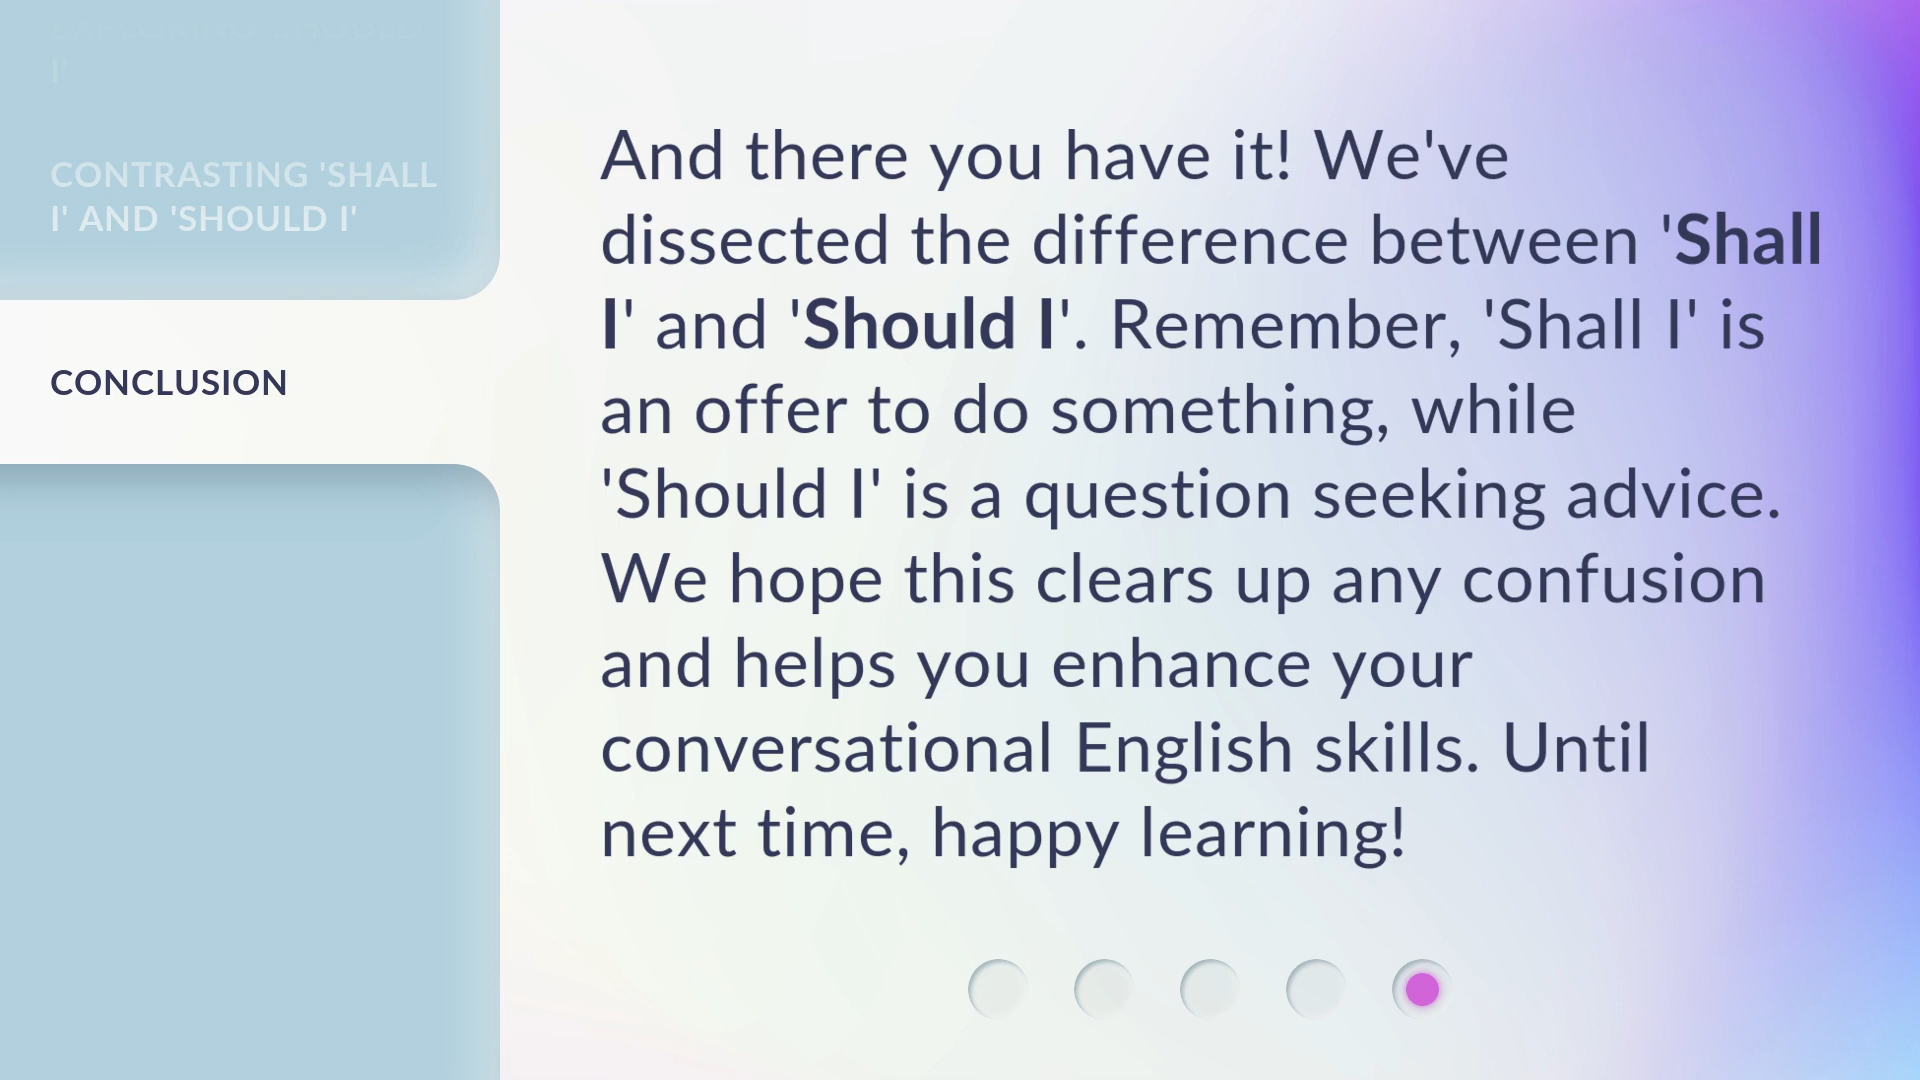 EXPLORING 'SHOULD
I'
CONTRASTING 'SHALL
I' AND 'SHOULD I'
CONCLUSION
And there you have it! We've
dissected the difference between 'Shall
I' and 'Should I'. Remember, 'Shall I' is
an offer to do something, while
'Should I' is a question seeking advice.
We hope this clears up any confusion
and helps you enhance your
conversational English skills. Until
next time, happy learning!